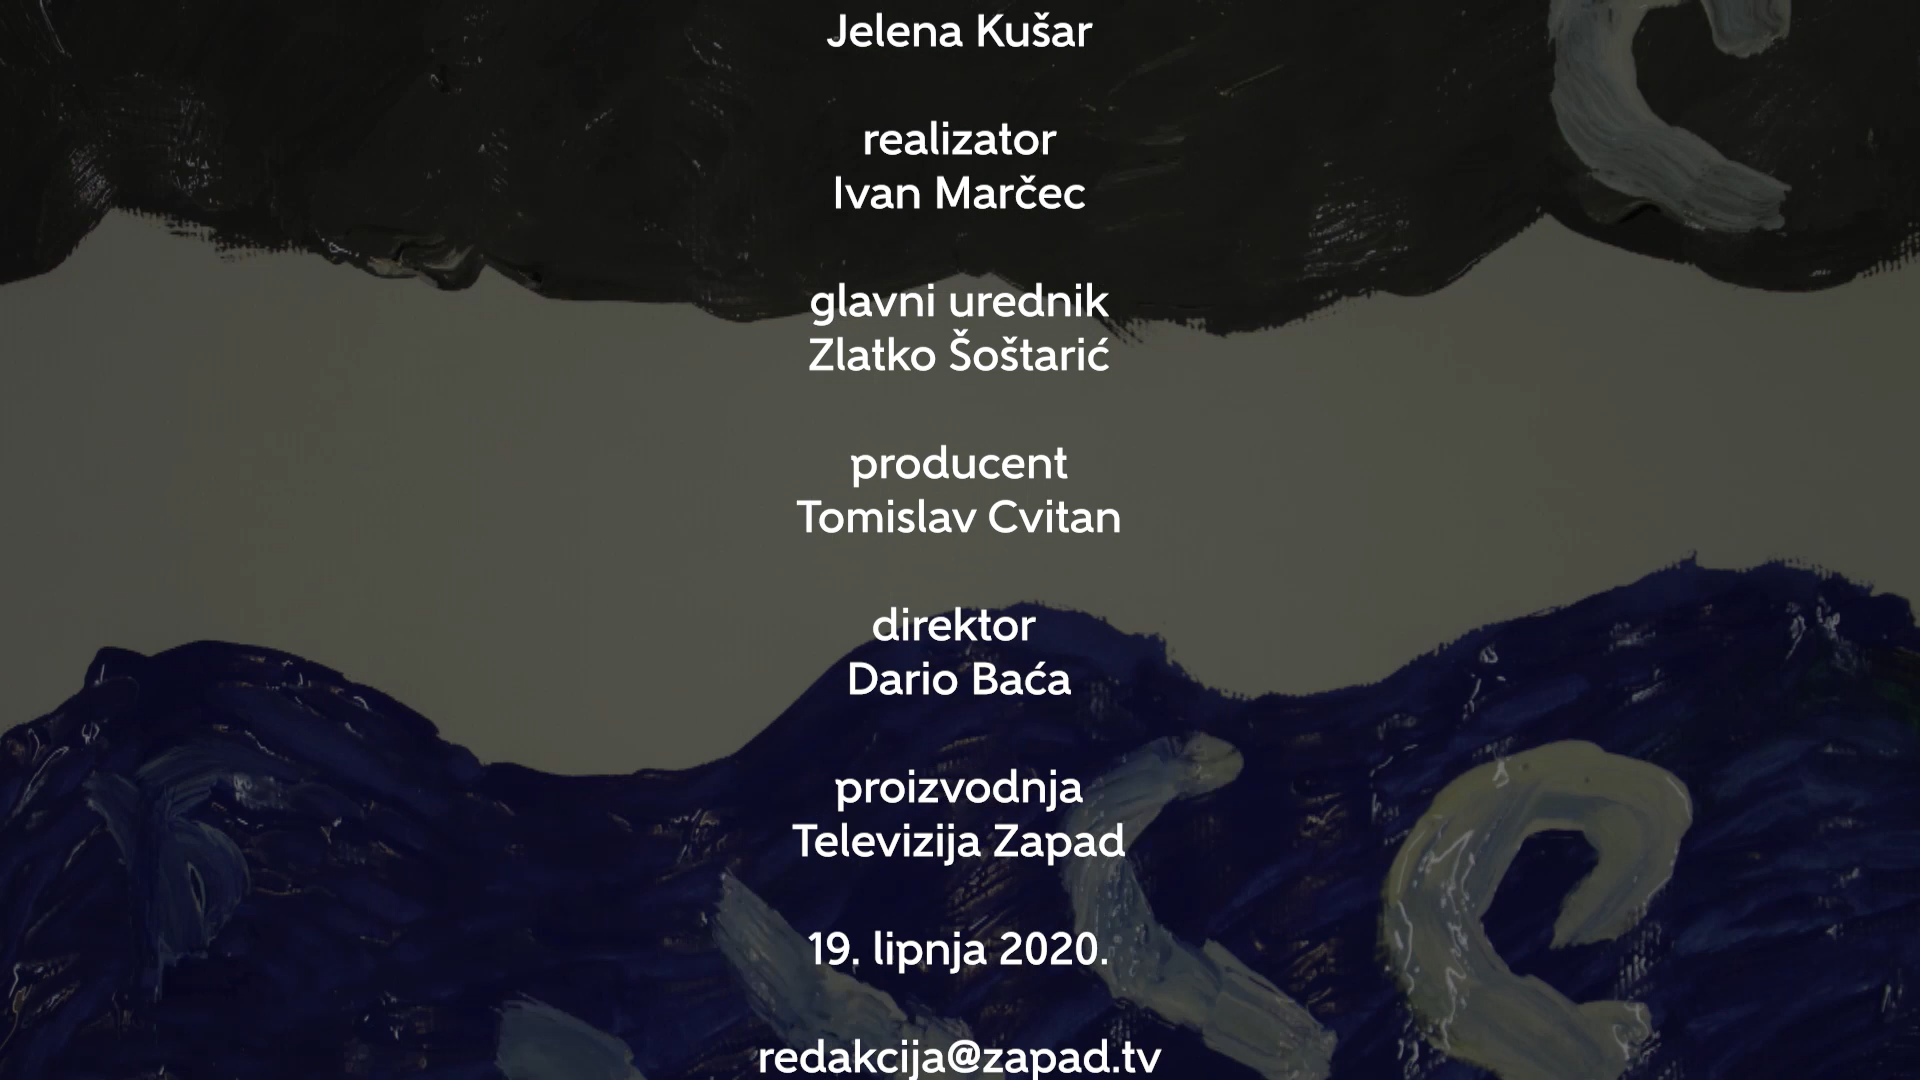 Jelena Kušar
realizator
Ivan Marčec
glavni urednik
Zlatko Šoštarić
producent
Tomislav Cvitan
direktor
Dario Baća
proizvodnja
Televizija Zapad
19. lipnja 2020.
redakcija@zapad.tv